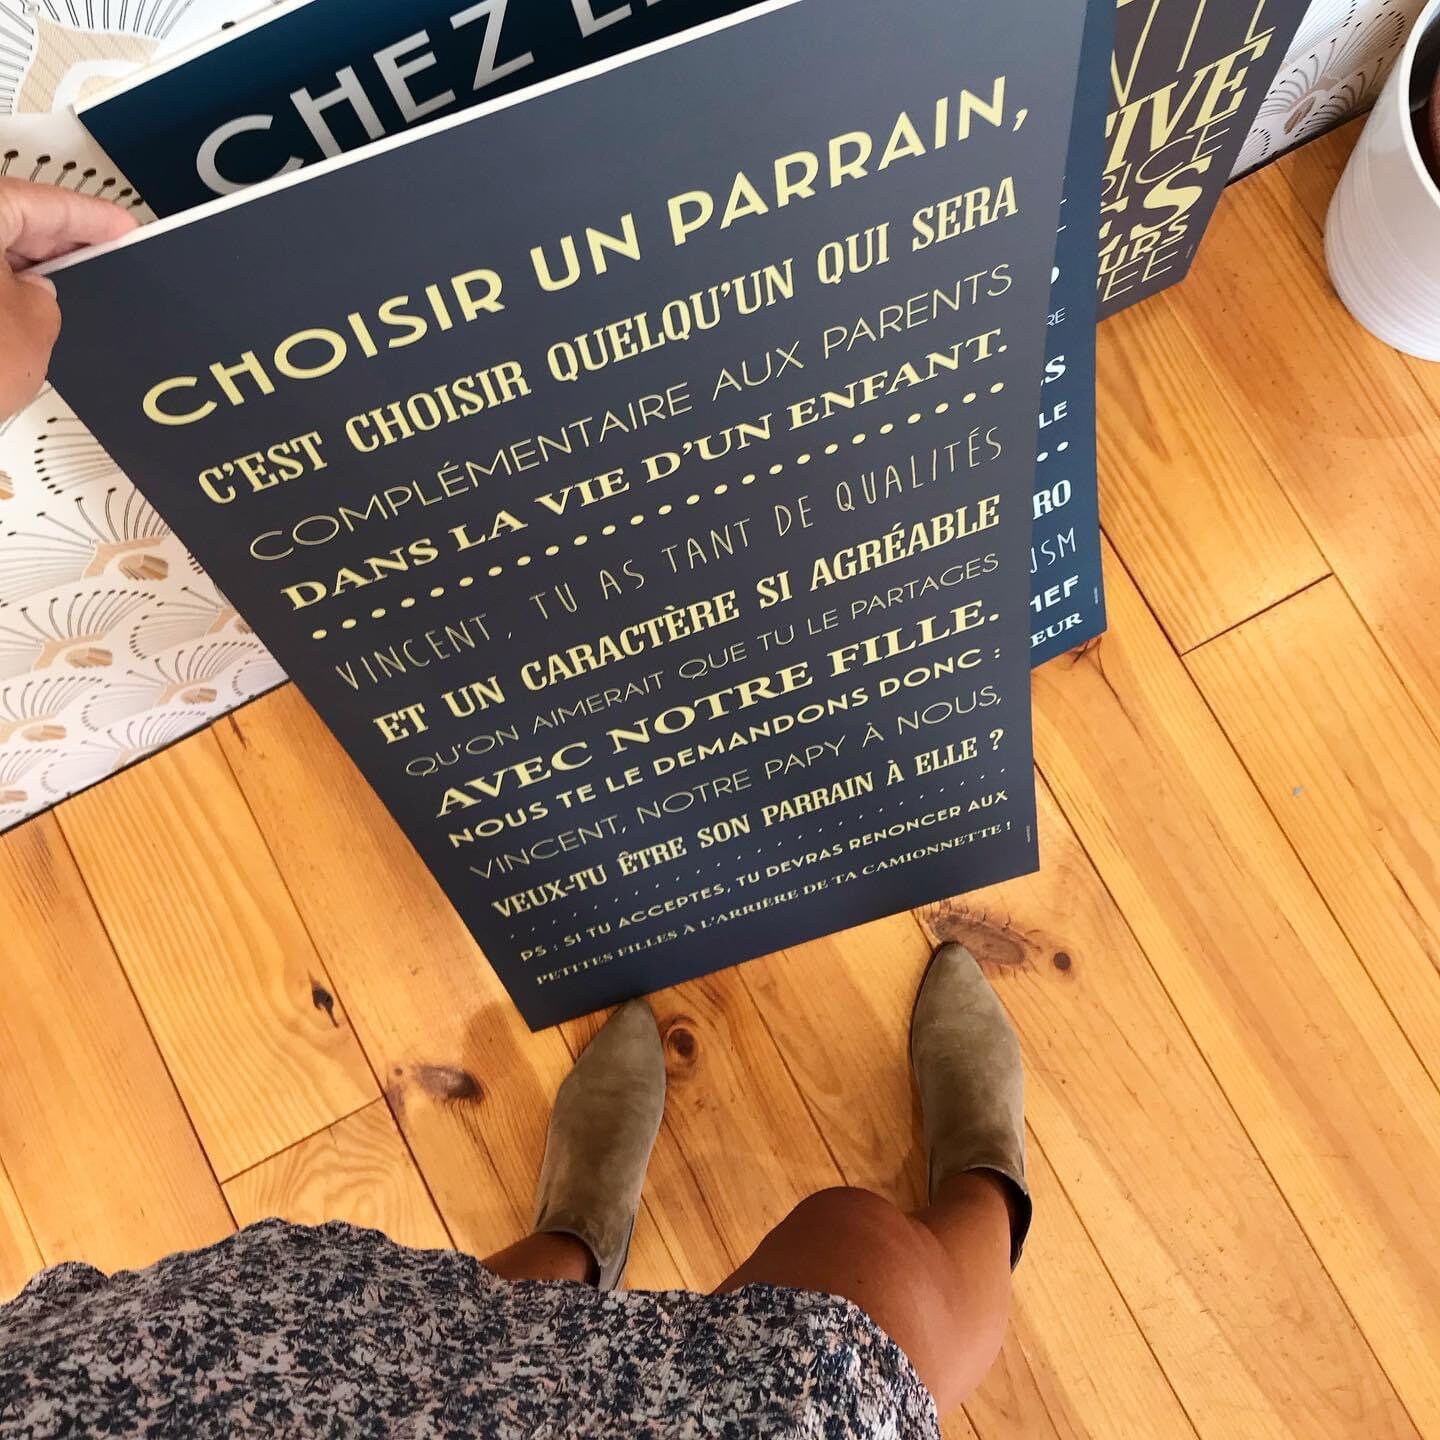 CHEZ
CHOISIR UN PARRAIN,
C'EST CHOISIR QUELQU'UN QUI SERA
COMPLÉMENTAIRE AUX PARENTS
DANS LA VIE D'UN ENFANT.
VINCENT, TU AS TANT DE QUALITÉS
ET UN CARACTÈRE SI AGRÉABLE
QU'ON AIMERAIT QUE TU LE PARTAGES
AVEC NOTRE FILLE.
NOUS TE LE DEMANDONS DONC :
VINCENT, NOTRE PAPY À NOUS,
VEUX-TU ÊTRE SON PARRAIN À ELLE ?
PS : SI TU ACCEPTES, TU DEVRAS RENONCER AUX
PETITES FILLES À L'ARRIÈRE DE TA CAMIONNETTE !